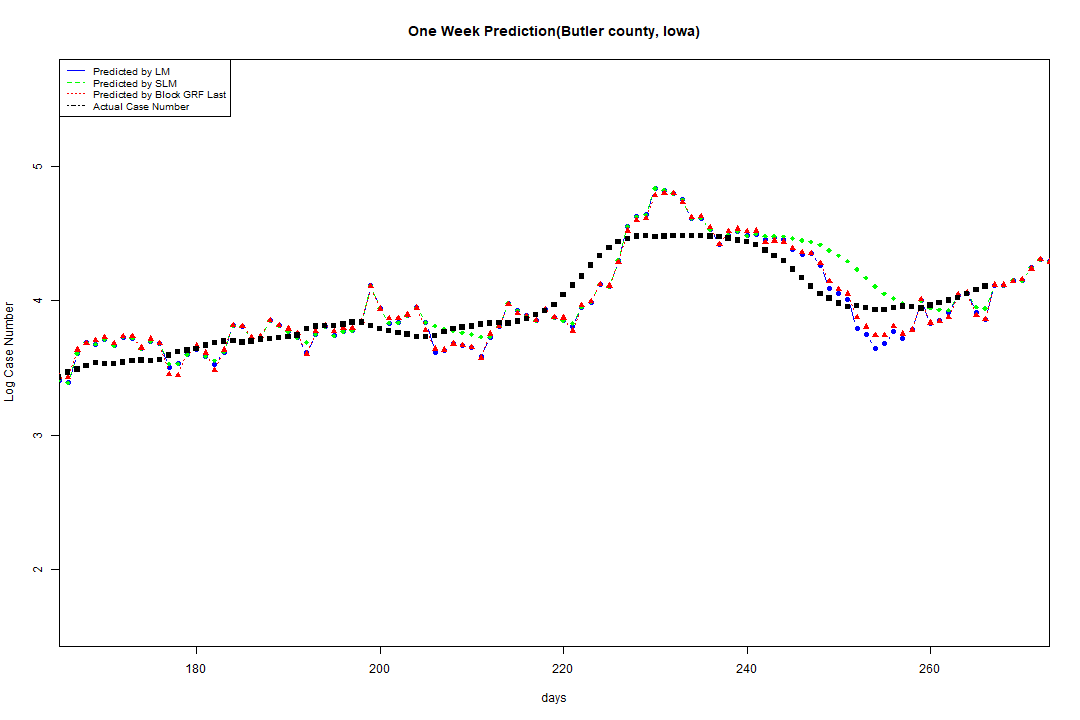 One Week Prediction(Butler county, Iowa)
Predicted by LM
Predicted by SLM
Predicted by Block GRF Last
Actual Case Number
5
4
3
2
Log Case Number
180 200 220 240 260
days